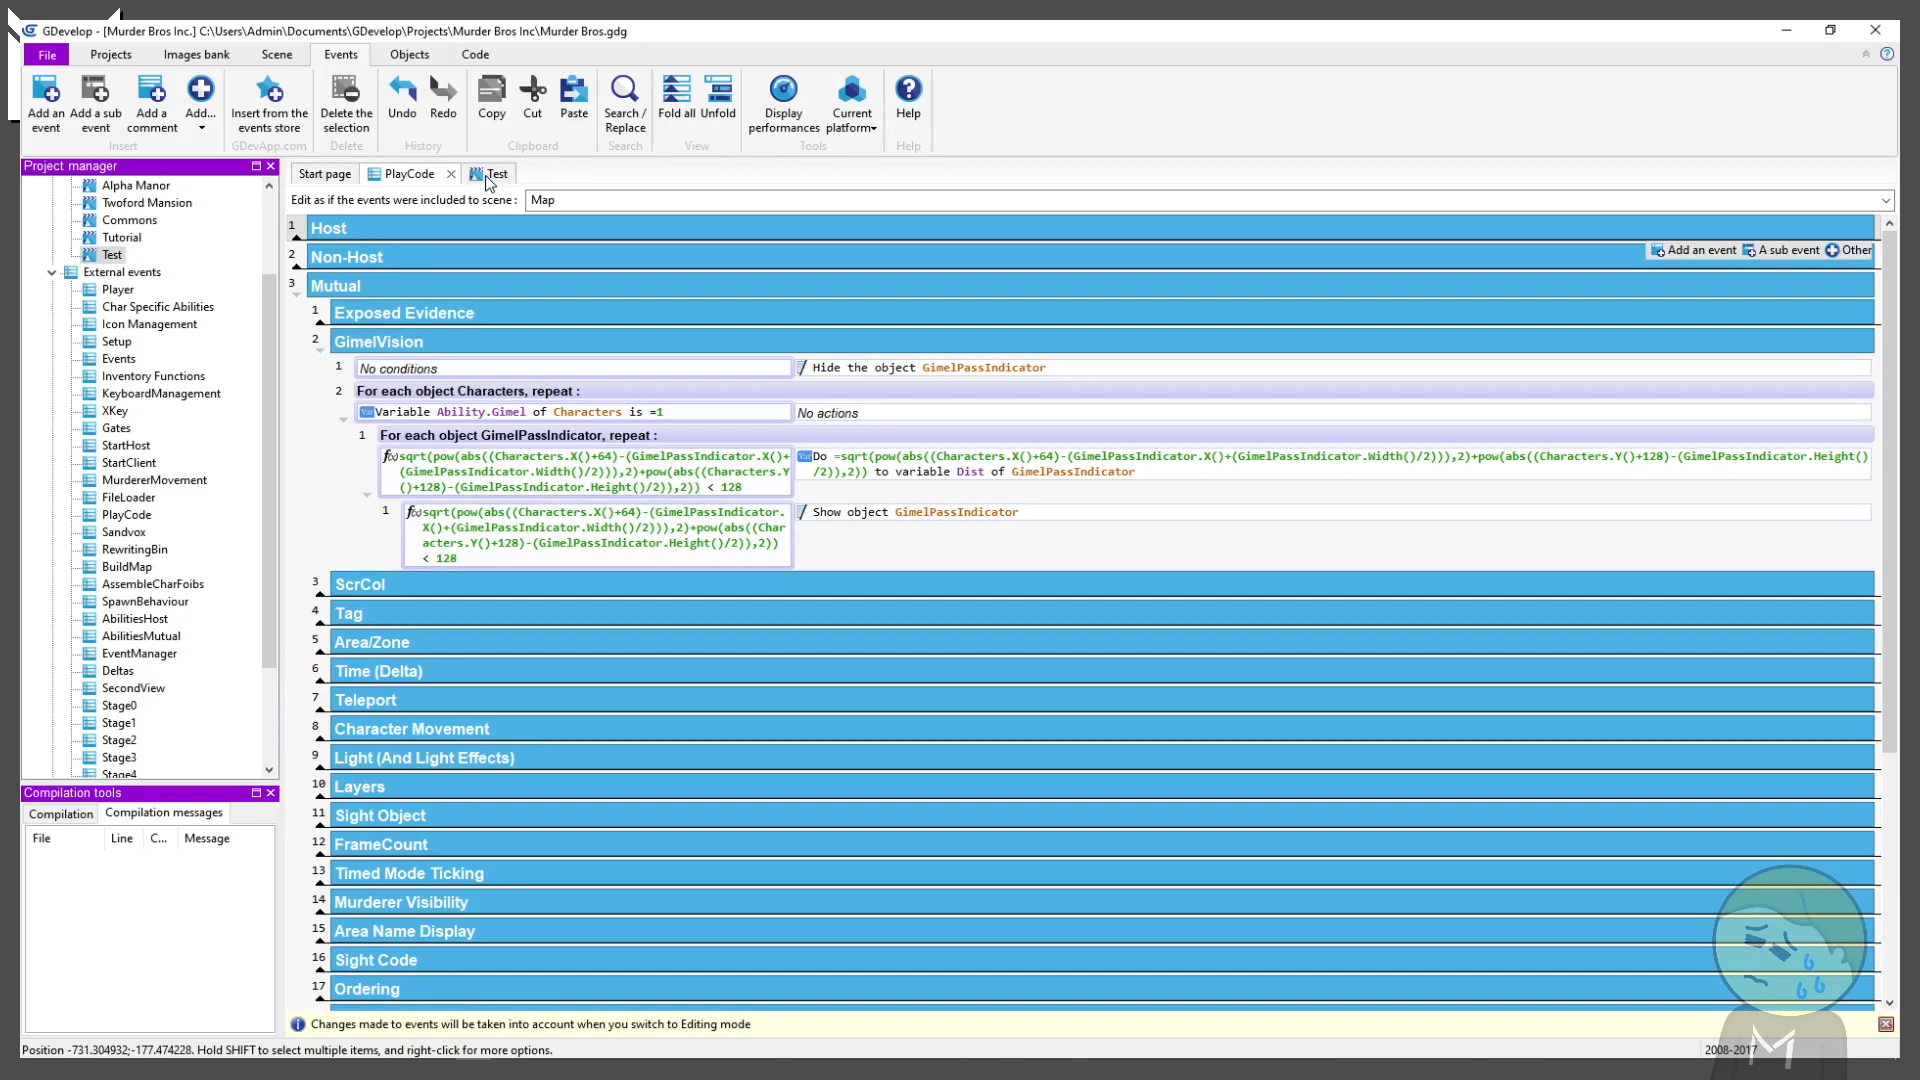 GDevelop - [Murder Bros Inc.] C:\Users\Admin\Documents\GDevelop\Projects\Murder Bros Inc\Murder Bros.gdg
File Projects Images bank Scene Events Objects Code
Add an event
Add a sub event
Add a comment
Add...
Insert from the events store
Delete the selection
Undo
Redo
Copy
Cut
Paste
Search / Replace
Fold all
Unfold
Display performances
Current platform
Help
Insert GDevApp.com Delete History Clipboard Search View Tools Help
Project manager
Alpha Manor
Twoford Mansion
Commons
Tutorial
Test
External events
Player
Char Specific Abilities
Icon Management
Setup
Events
Inventory Functions
KeyboardManagement
XKey
Gates
StartHost
StartClient
MurdererMovement
FileLoader
PlayCode
Sandvox
RewritingBin
BuildMap
AssembleCharFoibs
SpawnBehaviour
AbilitiesHost
AbilitiesMutual
EventManager
Deltas
SecondView
Stage0
Stage1
Stage2
Stage3
Stage4
Compilation tools
Compilation Compilation messages
File Line C... Message
Start page PlayCode Test
Edit as if the events were included to scene : Map
1 Host
2 Non-Host
Add an event A sub event Other
3 Mutual
1 Exposed Evidence
2 GimelVision
1 No conditions Hide the object GimelPassIndicator
2 For each object Characters, repeat :
Variable Ability.Gimel of Characters is =1 No actions
1 For each object GimelPassIndicator, repeat :
sqrt(pow(abs((Characters.X()+64)-(GimelPassIndicator.X()+
(GimelPassIndicator.Width()/2))),2)+pow(abs((Characters.Y
()+128)-(GimelPassIndicator.Height()/2)),2)) < 128
Do =sqrt(pow(abs((Characters.X()+64)-(GimelPassIndicator.X()+(GimelPassIndicator.Width()/2))),2)+pow(abs((Characters.Y()+128)-(GimelPassIndicator.Height()
/2)),2)) to variable Dist of GimelPassIndicator
1 sqrt(pow(abs((Characters.X()+64)-(GimelPassIndicator.
X()+(GimelPassIndicator.Width()/2))),2)+pow(abs((Char
acters.Y()+128)-(GimelPassIndicator.Height()/2)),2))
< 128
Show object GimelPassIndicator
3 ScrCol
4 Tag
5 Area/Zone
6 Time (Delta)
7 Teleport
8 Character Movement
9 Light (And Light Effects)
10 Layers
11 Sight Object
12 FrameCount
13 Timed Mode Ticking
14 Murderer Visibility
15 Area Name Display
16 Sight Code
17 Ordering
Changes made to events will be taken into account when you switch to Editing mode
Position -731.304932;-177.474228. Hold SHIFT to select multiple items, and right-click for more options.
2008-2017